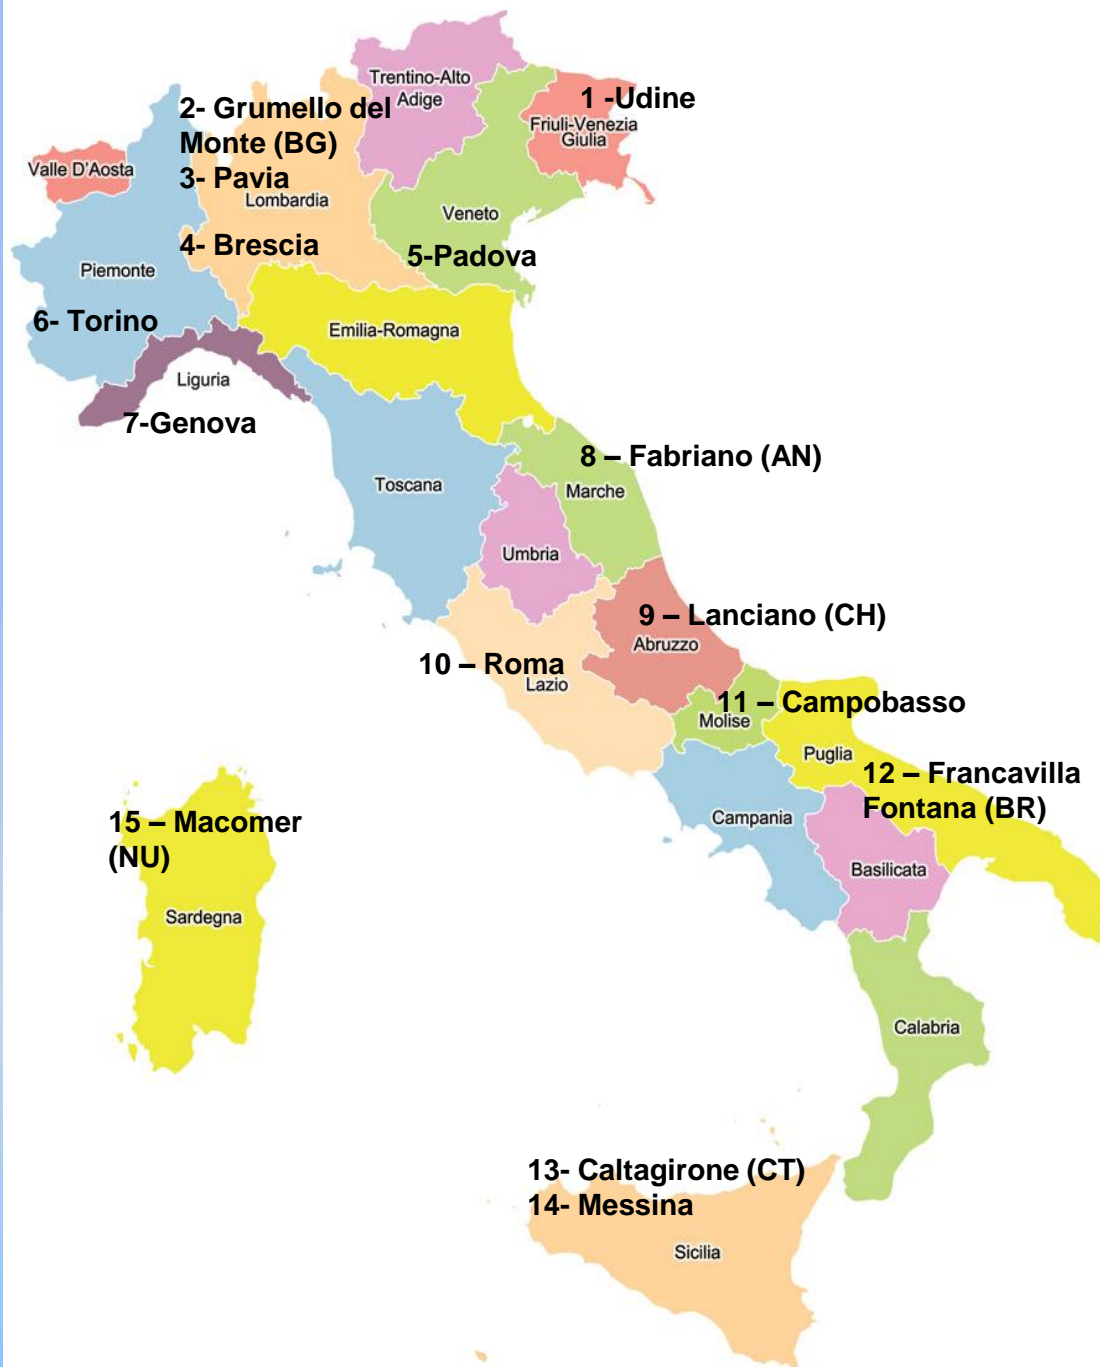 Trentino-Alto
Adige
1 -Udine
Friuli-Venezia
Giulia
2- Grumello del
Monte (BG)
Valle D'Aosta
3- Pavia
Lombardia
Veneto
4- Brescia
5-Padova
Piemonte
6- Torino
Emilia-Romagna
Liguria
7-Genova
8 – Fabriano (AN)
Toscana
Marche
Umbria
9 – Lanciano (CH)
Abruzzo
10 – Roma
Lazio
11 – Campobasso
Molise
Puglia
12 – Francavilla
Fontana (BR)
15 – Macomer
(NU)
Campania
Basilicata
Sardegna
Calabria
13- Caltagirone (CT)
14- Messina
Sicilia